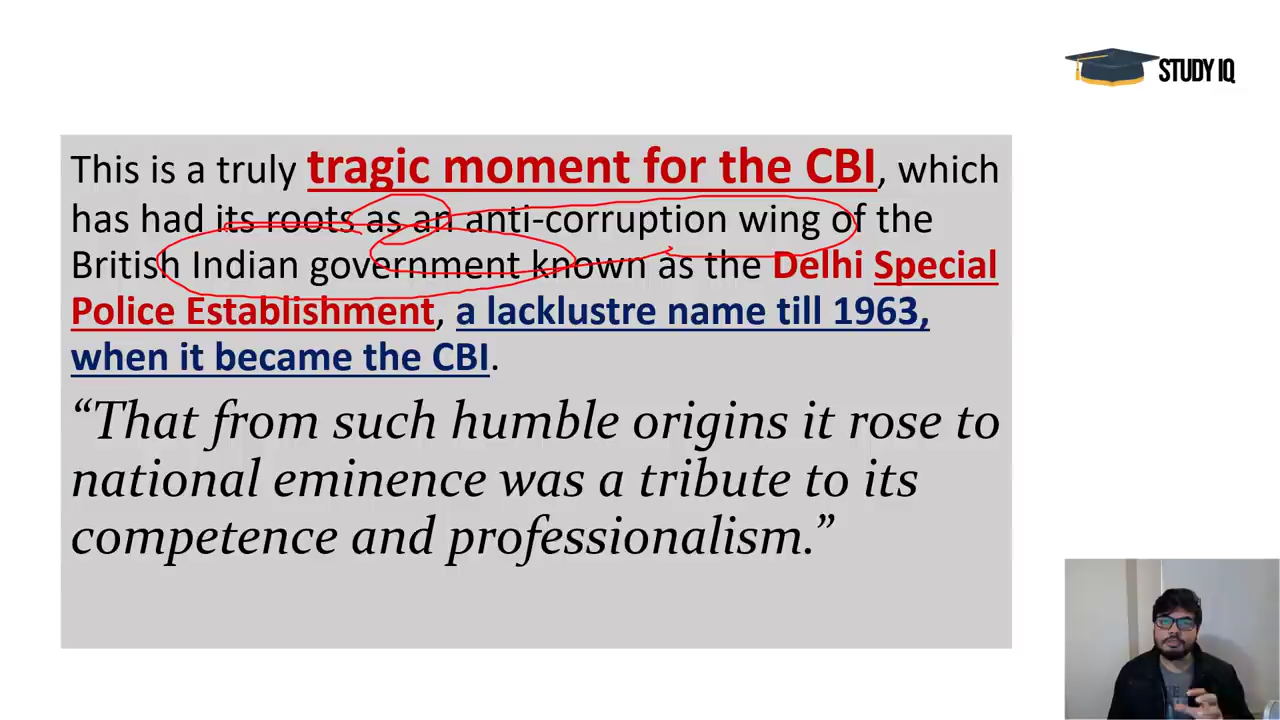 STUDY IQ
This is a truly tragic moment for the CBI, which
has had its roots as an anti-corruption wing of the
British Indian government known as the Delhi Special
Police Establishment, a lacklustre name till 1963,
when it became the CBI.
“That from such humble origins it rose to
national eminence was a tribute to its
competence and professionalism.”